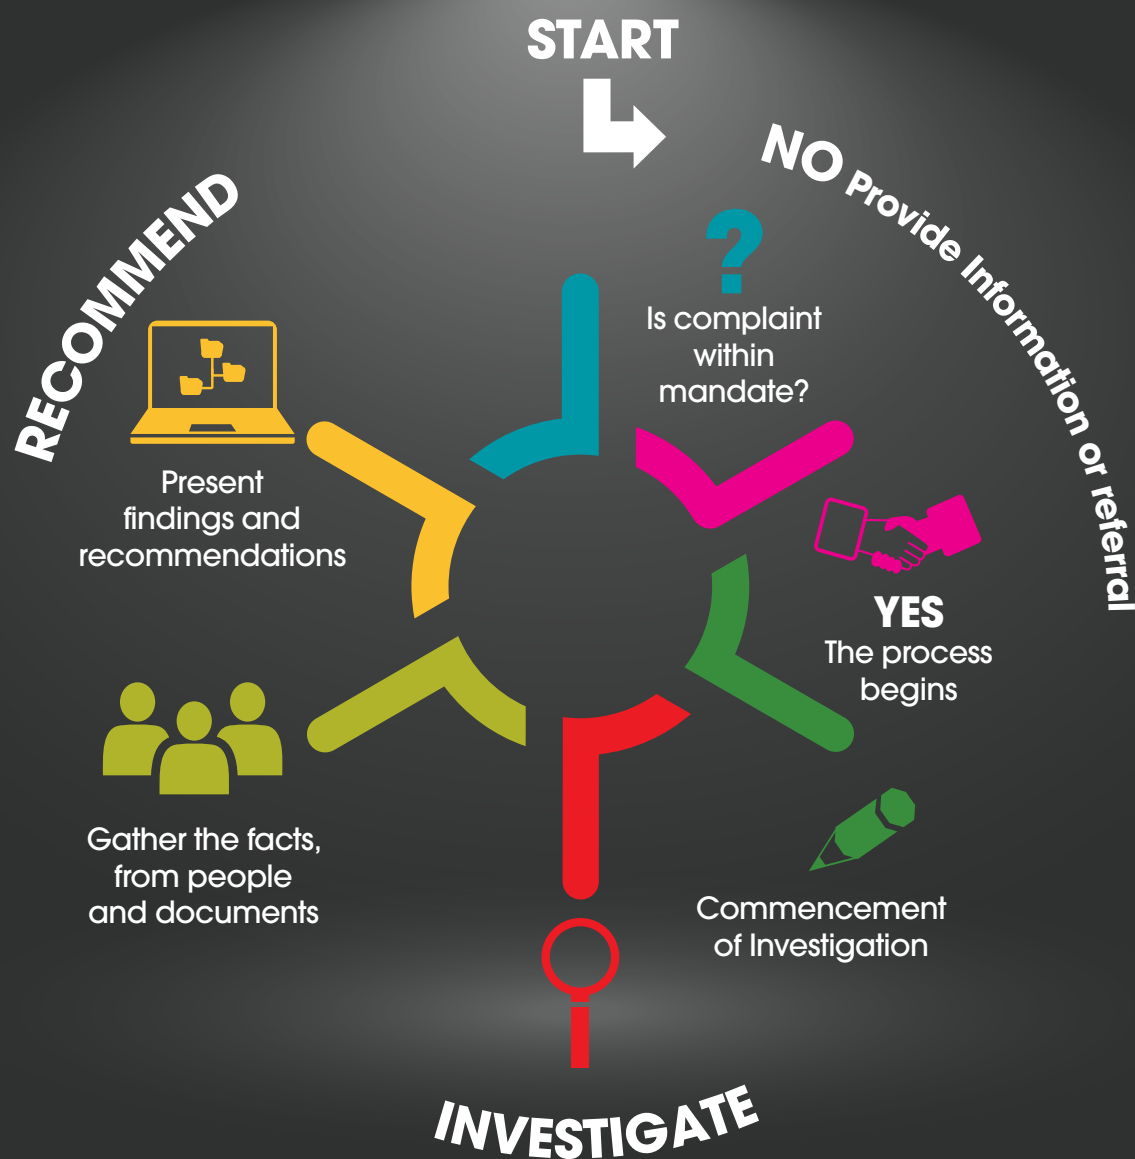 START
NO Provide Information or referral
?
Is complaint
within
mandate?
YES
The process
begins
Commencement
of Investigation
INVESTIGATE
Gather the facts,
from people
and documents
RECOMMEND
Present
findings and
recommendations